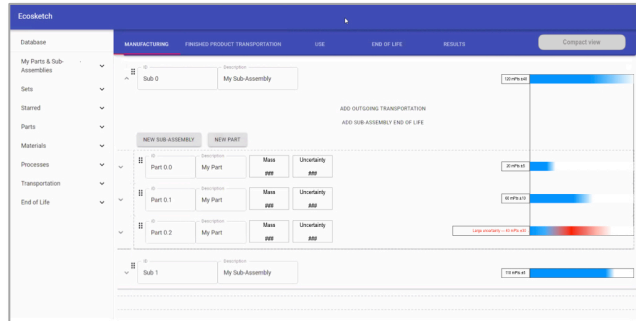 Ecosketch
Database
MANUFACTURING FINISHED PRODUCT TRANSPORTATION USE END OF LIFE RESULTS Compact view
My Parts & Sub-Assemblies
Id Description
Sub 0 My Sub-Assembly
120 mPts ±40
Sets
Starred
ADD OUTGOING TRANSPORTATION
ADD SUB-ASSEMBLY END OF LIFE
Parts
Materials
NEW SUB-ASSEMBLY NEW PART
Processes
Id Description Mass Uncertainty
Part 0.0 My Part ### ###
20 mPts ±5
Transportation
End of Life
Id Description Mass Uncertainty
Part 0.1 My Part ### ###
60 mPts ±10
Id Description Mass Uncertainty
Part 0.2 My Part ### ###
Large uncertainty — 40 mPts ±40
Id Description
Sub 1 My Sub-Assembly
110 mPts ±5